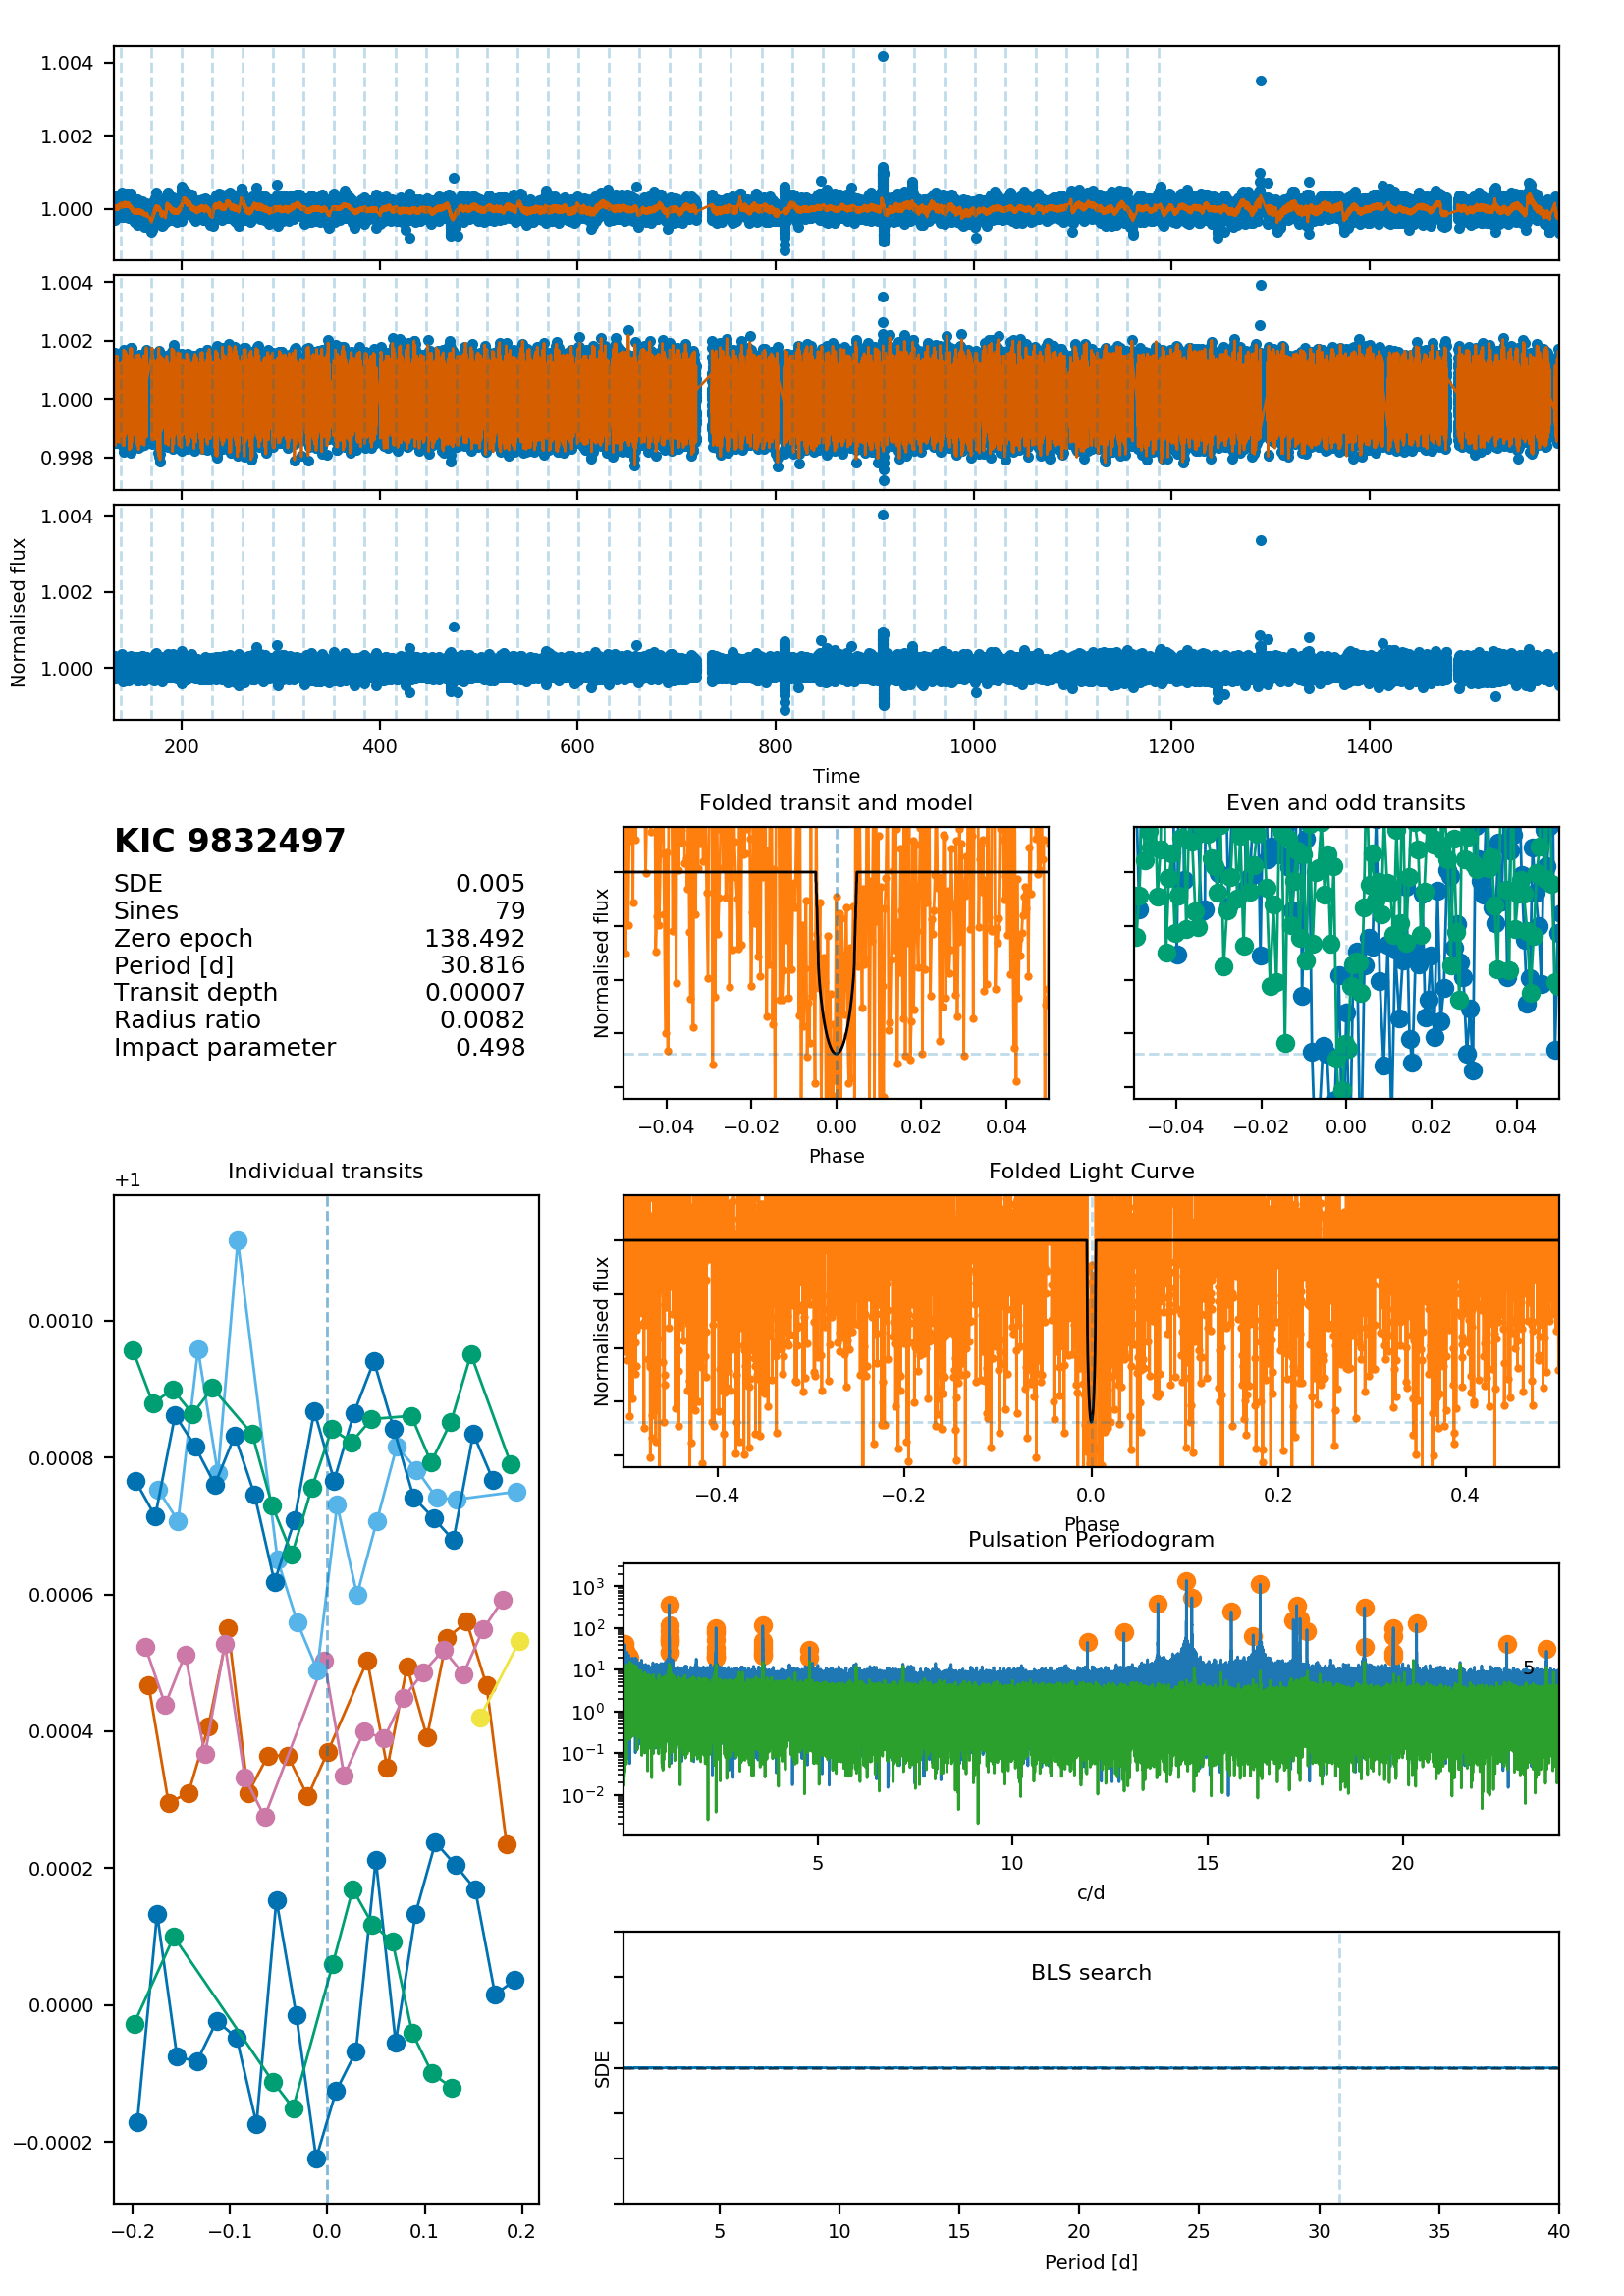 1.004
1.002
1.000
1.004
1.002
1.000
0.998
1.004
1.002
1.000
Normalised flux
200 400 600 800 1000 1200 1400
Time
KIC 9832497
SDE 0.005
Sines 79
Zero epoch 138.492
Period [d] 30.816
Transit depth 0.00007
Radius ratio 0.0082
Impact parameter 0.498
Folded transit and model
Normalised flux
−0.04 −0.02 0.00 0.02 0.04
Phase
Even and odd transits
−0.04 −0.02 0.00 0.02 0.04
Individual transits
+1
0.0010
0.0008
0.0006
0.0004
0.0002
0.0000
−0.0002
−0.2 −0.1 0.0 0.1 0.2
Folded Light Curve
Normalised flux
−0.4 −0.2 0.0 0.2 0.4
Phase
Pulsation Periodogram
10³
10²
10¹
10⁰
10⁻¹
10⁻²
5
5 10 15 20
c/d
BLS search
SDE
5 10 15 20 25 30 35 40
Period [d]